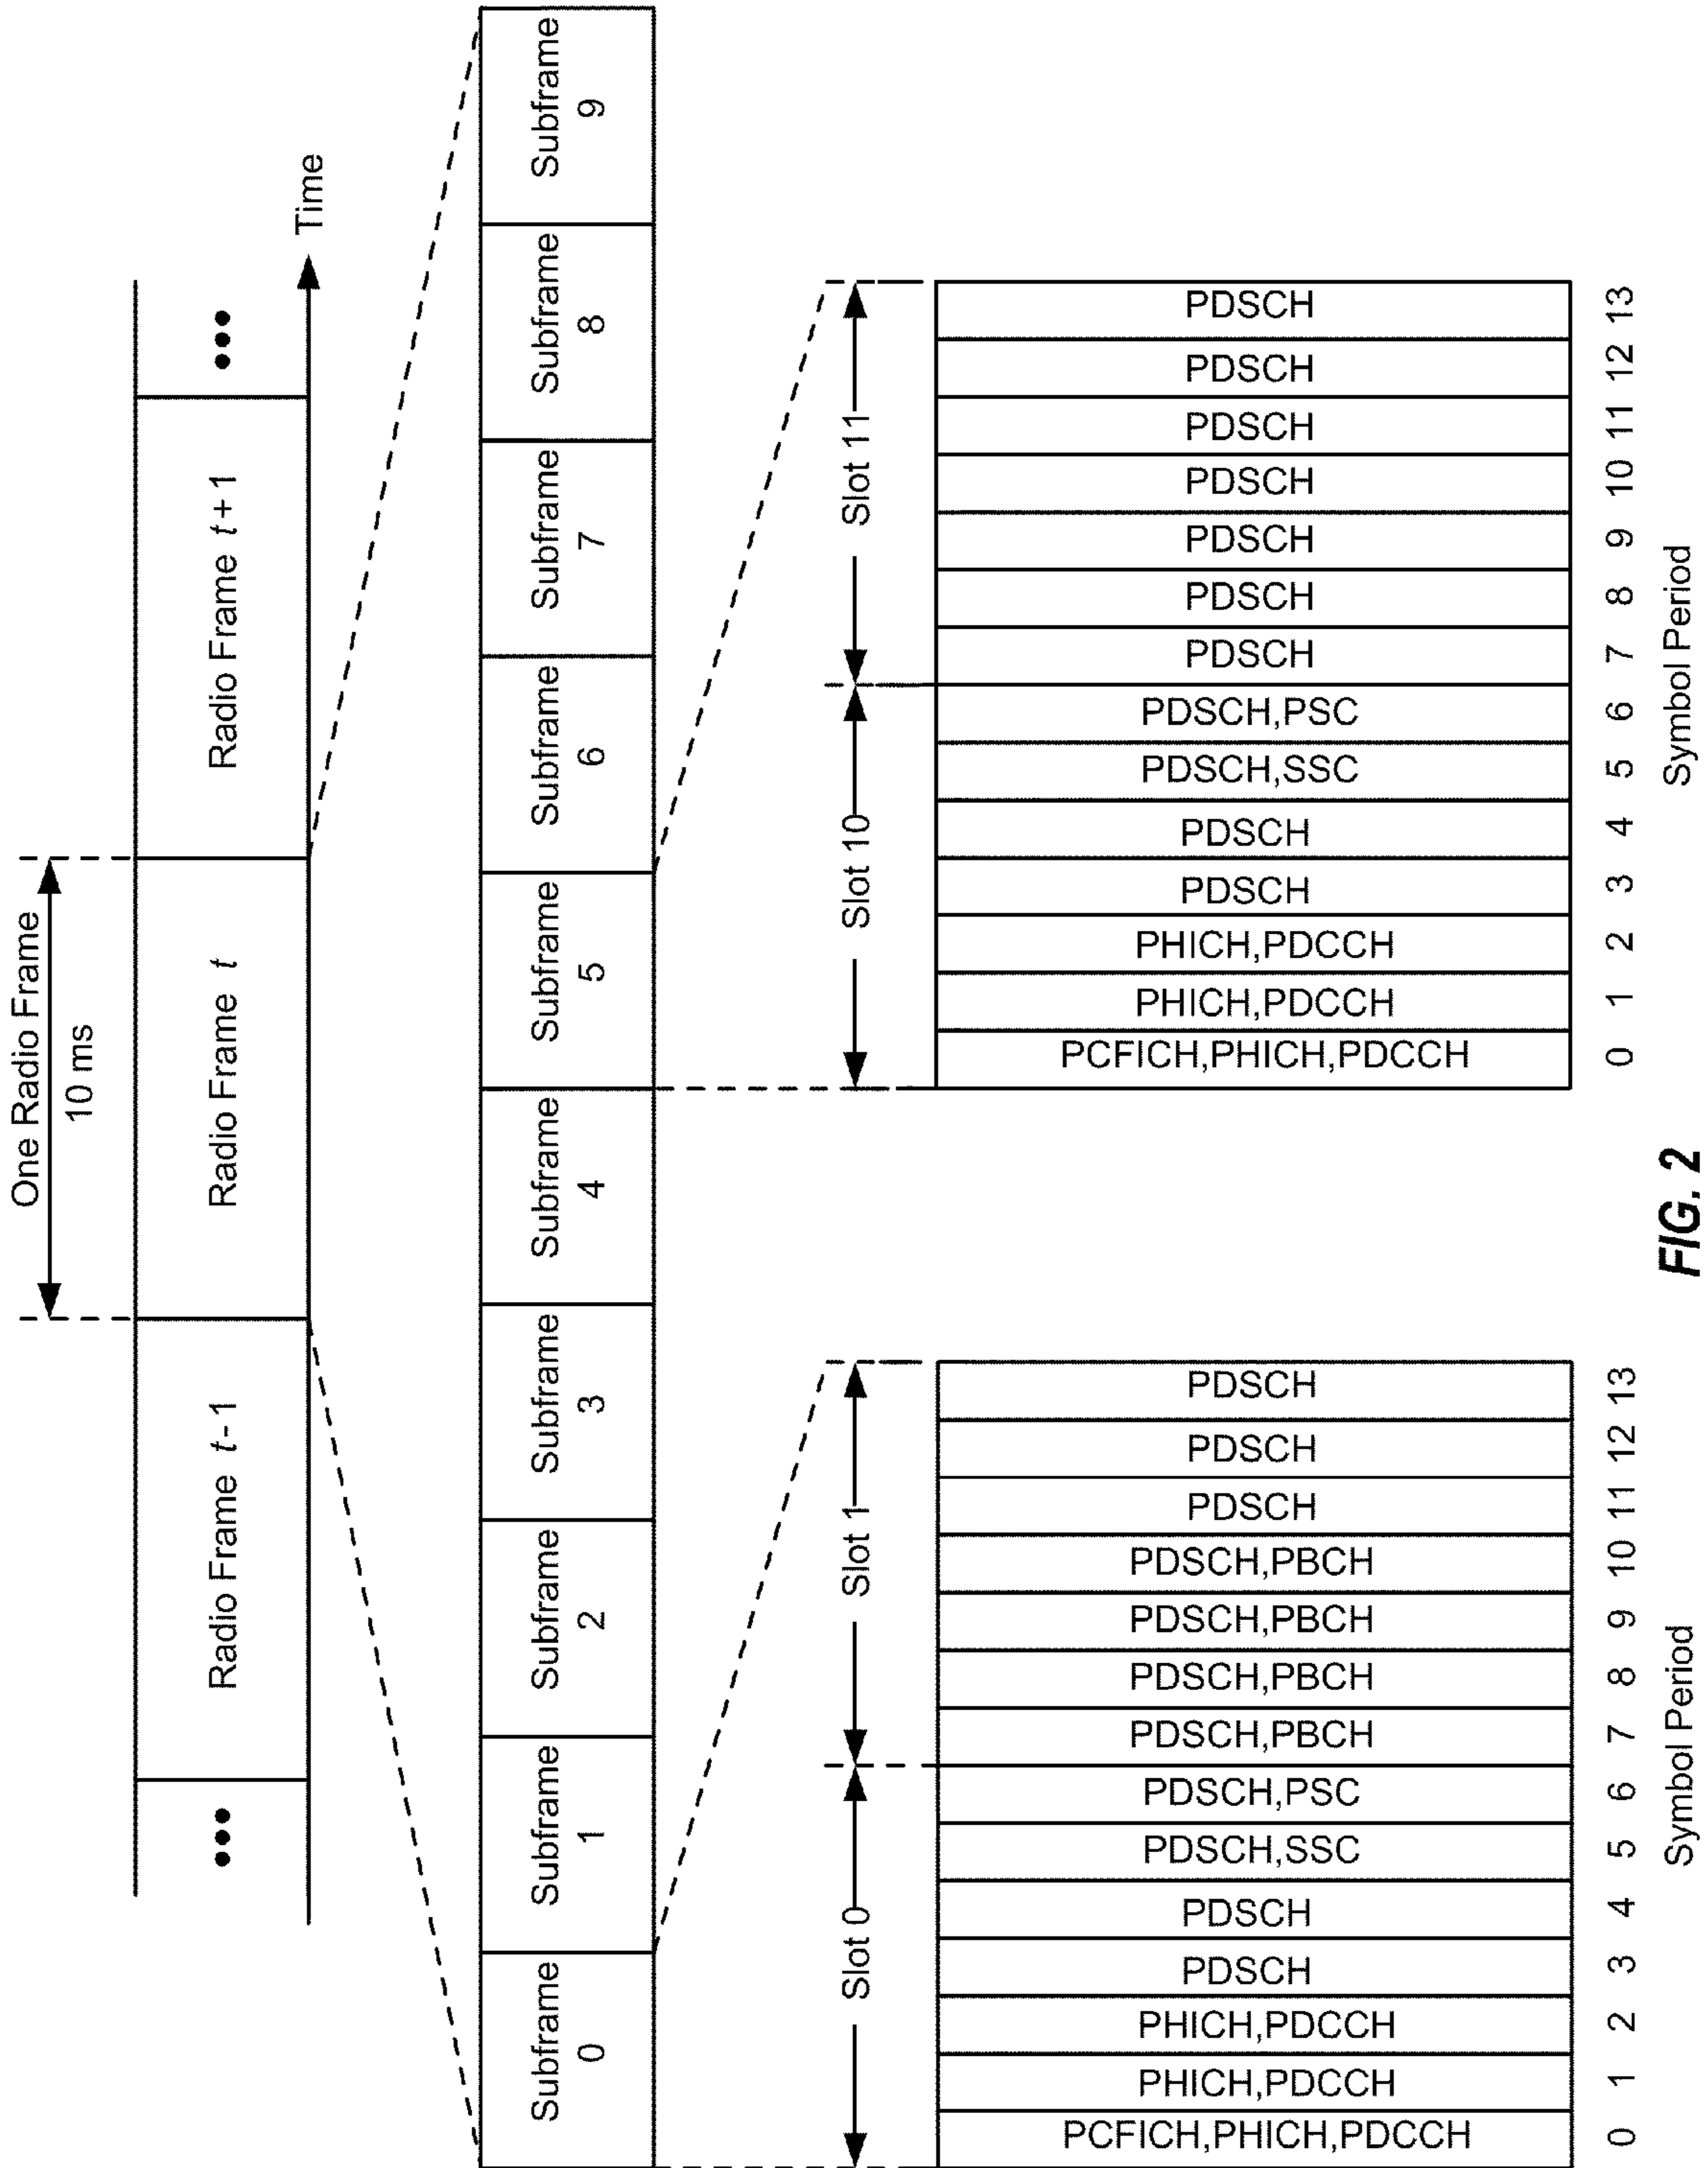 One Radio Frame
10 ms
••• Radio Frame t-1 Radio Frame t Radio Frame t+1 •••
Time
Subframe 0
Subframe 1
Subframe 2
Subframe 3
Subframe 4
Subframe 5
Subframe 6
Subframe 7
Subframe 8
Subframe 9
Slot 0 Slot 1
PCFICH,PHICH,PDCCH
PHICH,PDCCH
PHICH,PDCCH
PDSCH
PDSCH
PDSCH,SSC
PDSCH,PSC
PDSCH,PBCH
PDSCH,PBCH
PDSCH,PBCH
PDSCH,PBCH
PDSCH
PDSCH
PDSCH
0 1 2 3 4 5 6 7 8 9 10 11 12 13
Symbol Period
Slot 10 Slot 11
PCFICH,PHICH,PDCCH
PHICH,PDCCH
PHICH,PDCCH
PDSCH
PDSCH
PDSCH,SSC
PDSCH,PSC
PDSCH
PDSCH
PDSCH
PDSCH
PDSCH
PDSCH
PDSCH
0 1 2 3 4 5 6 7 8 9 10 11 12 13
Symbol Period
FIG. 2